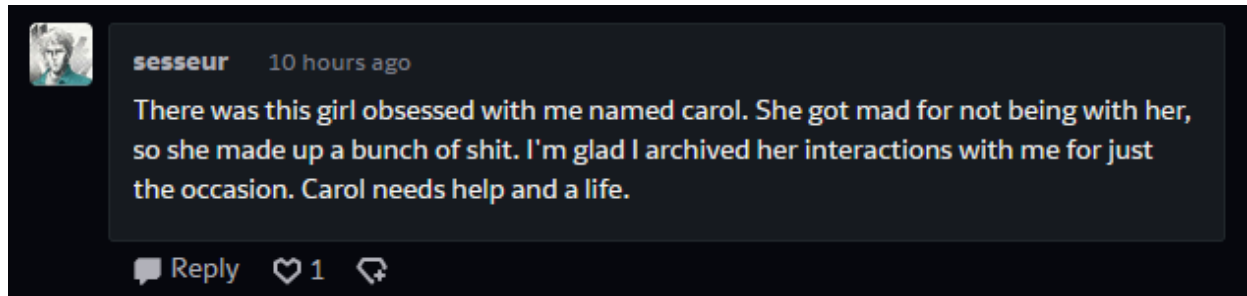 sesseur 10 hours ago
There was this girl obsessed with me named carol. She got mad for not being with her,
so she made up a bunch of shit. I'm glad I archived her interactions with me for just
the occasion. Carol needs help and a life.
Reply 1